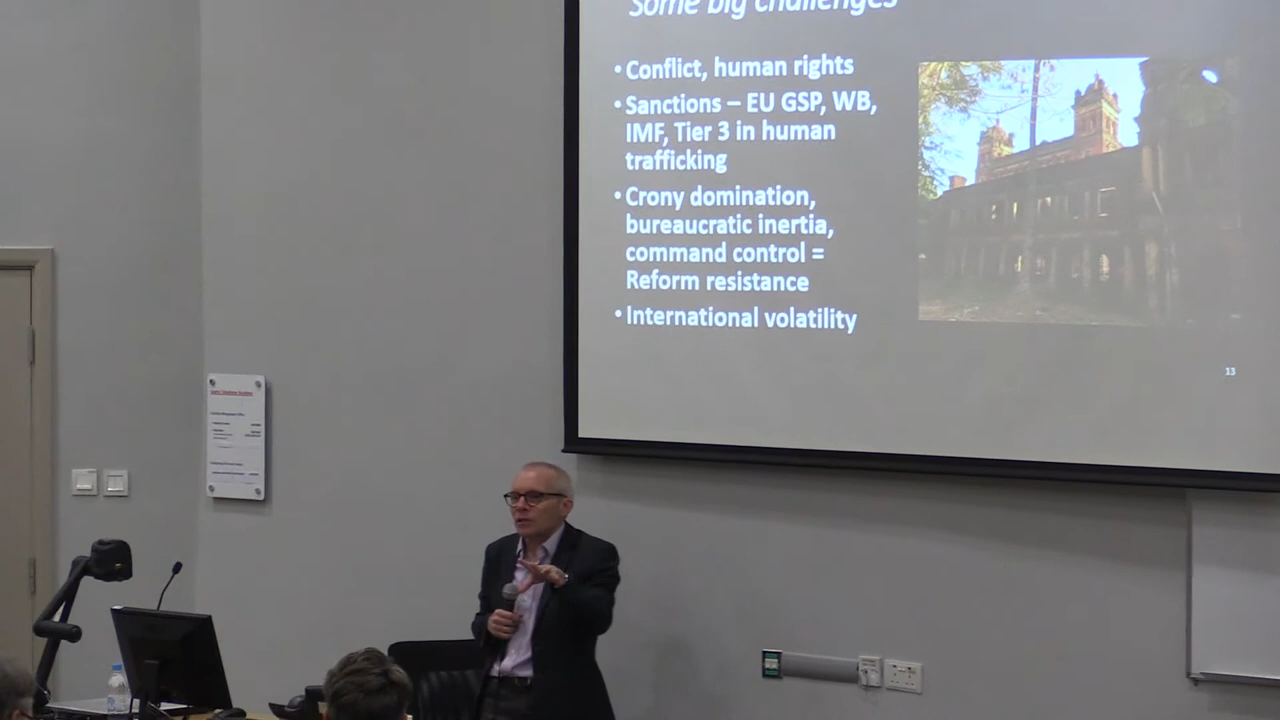 Some big challenges
• Conflict, human rights
• Sanctions – EU GSP, WB,
IMF, Tier 3 in human
trafficking
• Crony domination,
bureaucratic inertia,
command control =
Reform resistance
• International volatility
13